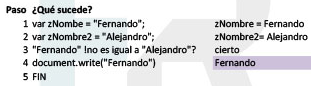 Paso ¿Qué sucede?
1 var zNombe = "Fernando"; zNombre = Fernando
2 var zNombre2 = "Alejandro"; zNombre2= Alejandro
3 "Fernando" !no es igual a "Alejandro"? cierto
4 document.write("Fernando") Fernando
5 FIN